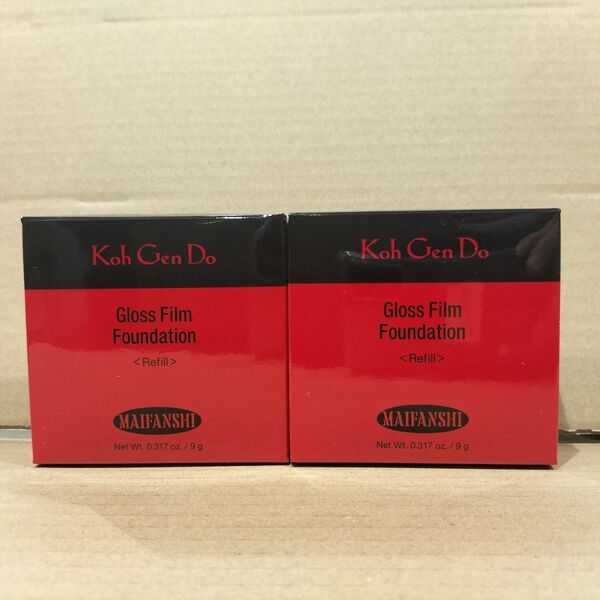 Koh Gen Do
Gloss Film
Foundation
<Refill>
MAIFANSHI
Net Wt. 0.317 oz. / 9 g
Koh Gen Do
Gloss Film
Foundation
<Refill>
MAIFANSHI
Net Wt. 0.317 oz. / 9 g